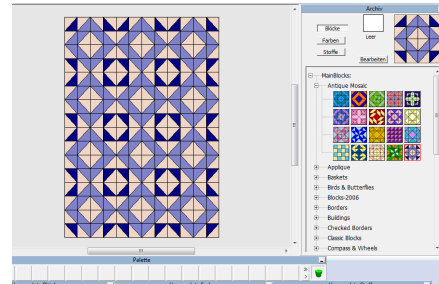 Archiv
Blöcke
Farben
Stoffe
Leer
Bearbeiten
MainBlocks:
Antique Mosaic
Applique
Baskets
Birds & Butterflies
Blocks-2006
Borders
Buildings
Checked Borders
Classic Blocks
Compass & Wheels
Palette